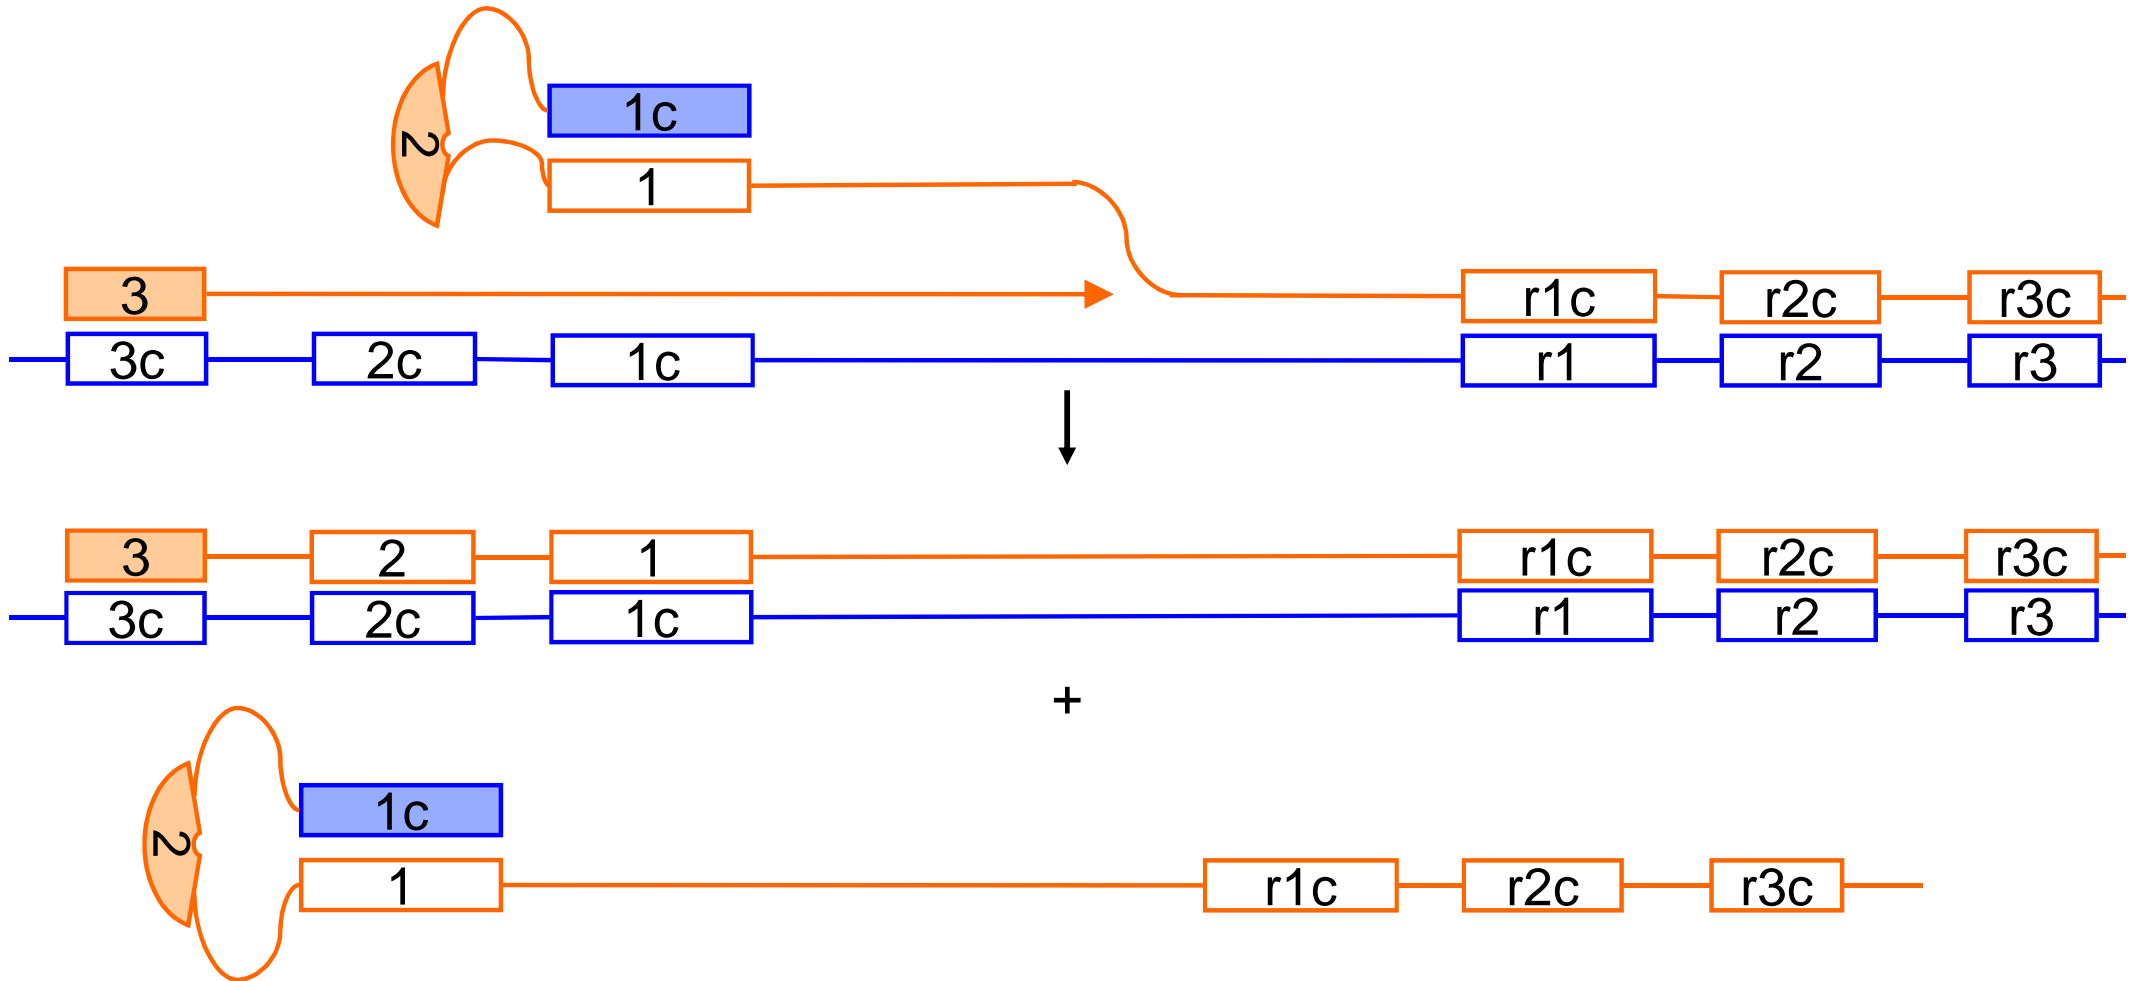 1c
2
1
3 r1c r2c r3c
3c 2c 1c r1 r2 r3
3 2 1 r1c r2c r3c
3c 2c 1c r1 r2 r3
+
1c
2
1 r1c r2c r3c